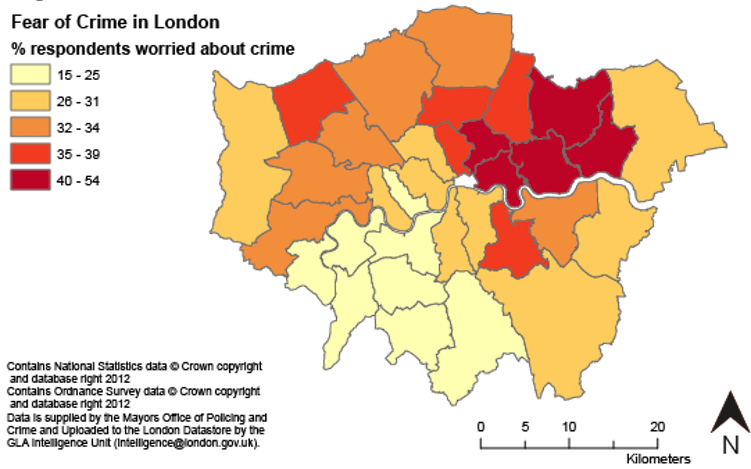 Fear of Crime in London
% respondents worried about crime
15 - 25
26 - 31
32 - 34
35 - 39
40 - 54
Contains National Statistics data © Crown copyright
and database right 2012
Contains Ordnance Survey data © Crown copyright
and database right 2012
Data is supplied by the Mayors Office of Policing and
Crime and Uploaded to the London Datastore by the
GLA Intelligence Unit (intelligence@london.gov.uk).
0 5 10 20
Kilometers
N